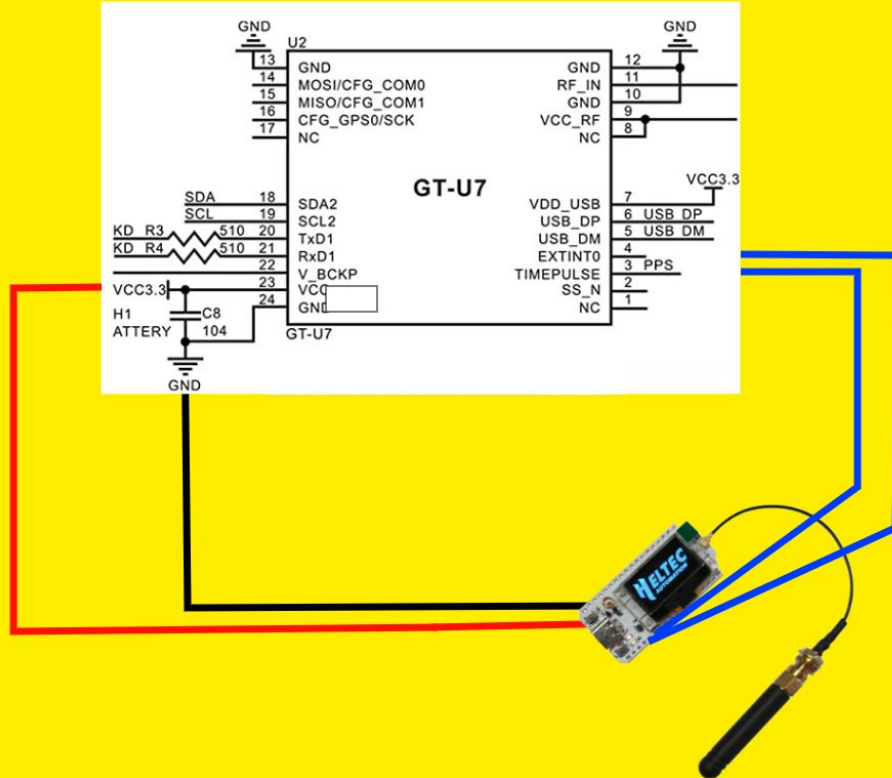 GND
U2
GND
13 GND
14 MOSI/CFG_COM0
15 MISO/CFG_COM1
16 CFG_GPS0/SCK
17 NC
GND 12
RF_IN 11
GND 10
VCC_RF 9
NC 8
GT-U7
SDA 18 SDA2
SCL 19 SCL2
KD R3 510 20 TxD1
KD R4 510 21 RxD1
22 V_BCKP
VCC3.3 23 VCC
24 GND
VCC3.3
VDD_USB 7
USB_DP 6 USB DP
USB_DM 5 USB DM
EXTINT0 4
TIMEPULSE 3 PPS
SS_N 2
NC 1
H1
ATTERY
C8
104
GT-U7
GND
HELTEC
AUTOMATION